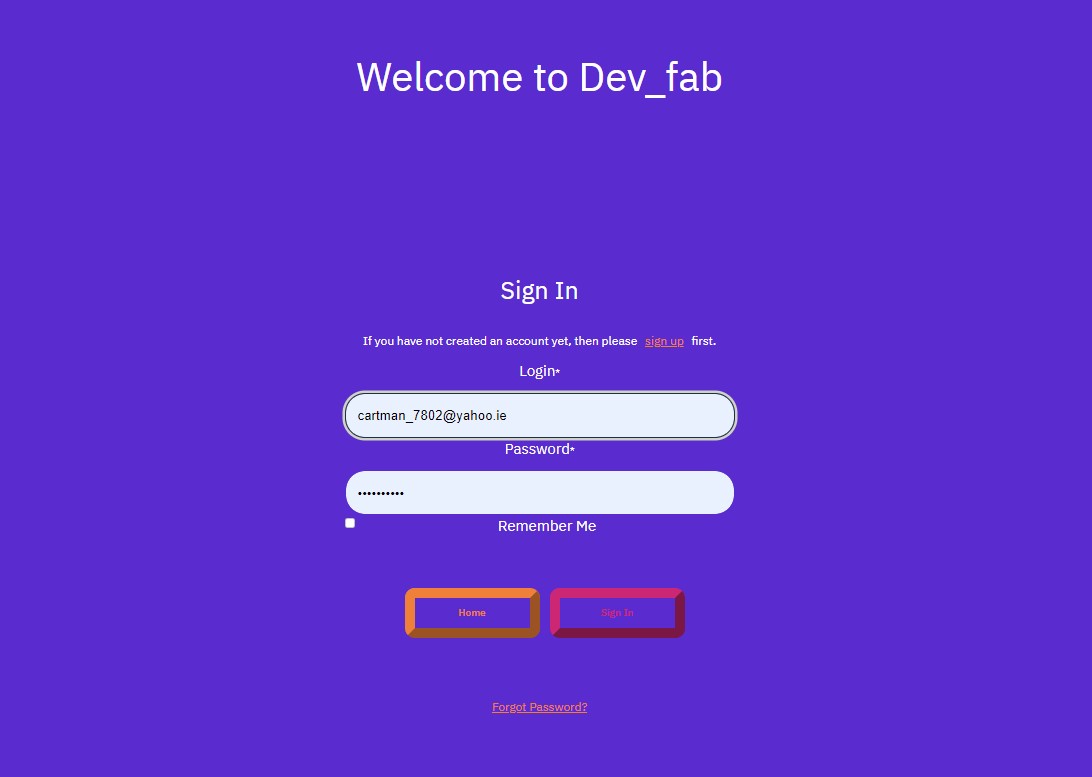 Welcome to Dev_fab
Sign In
If you have not created an account yet, then please sign up first.
Login*
cartman_7802@yahoo.ie
Password*
••••••••••
Remember Me
Home
Sign In
Forgot Password?